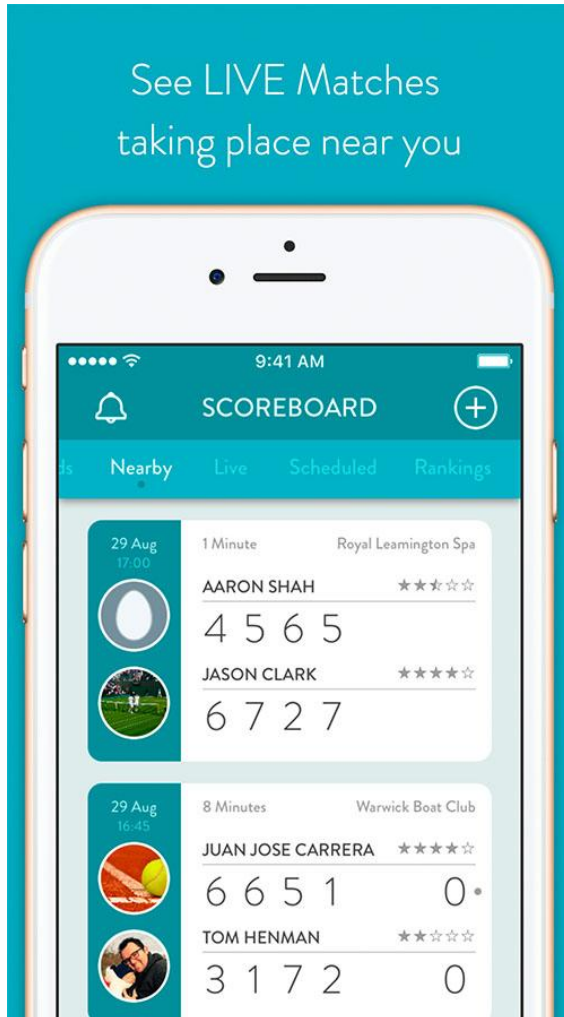 See LIVE Matches
taking place near you
9:41 AM
SCOREBOARD
ds Nearby Live Scheduled Rankings
29 Aug
17:00
1 Minute Royal Leamington Spa
AARON SHAH
4 5 6 5
JASON CLARK
6 7 2 7
29 Aug
16:45
8 Minutes Warwick Boat Club
JUAN JOSE CARRERA
6 6 5 1 0
TOM HENMAN
3 1 7 2 0